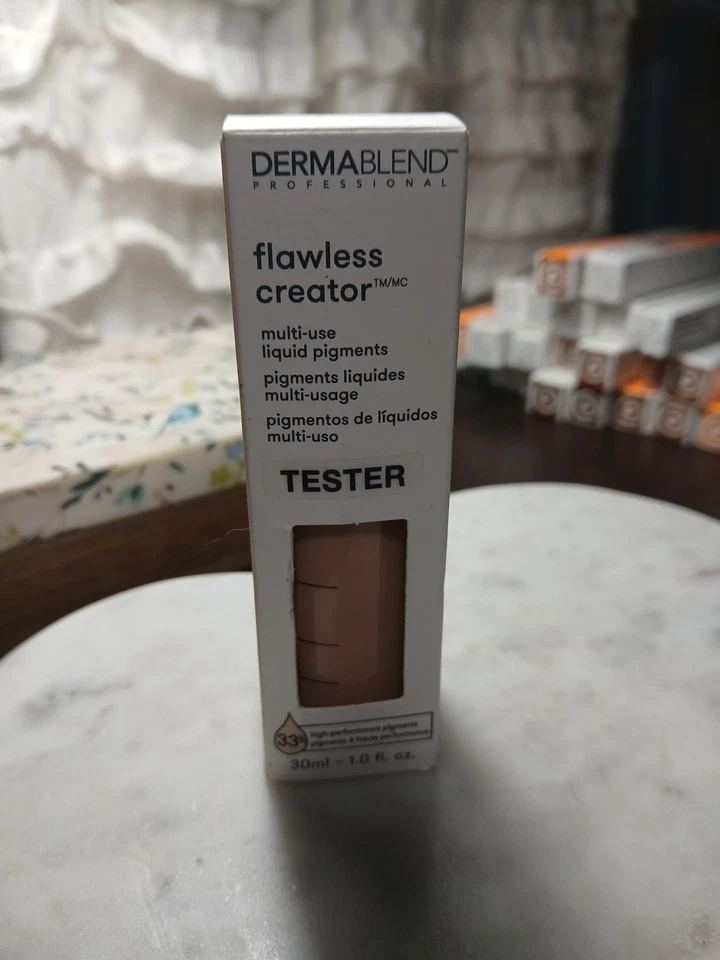 DERMABLEND
PROFESSIONAL
flawless
creator™/MC
multi-use
liquid pigments
pigments liquides
multi-usage
pigmentos de líquidos
multi-uso
TESTER
33%
high-performance pigments
pigments à haute performance
30ml - 1.0 fl. oz.